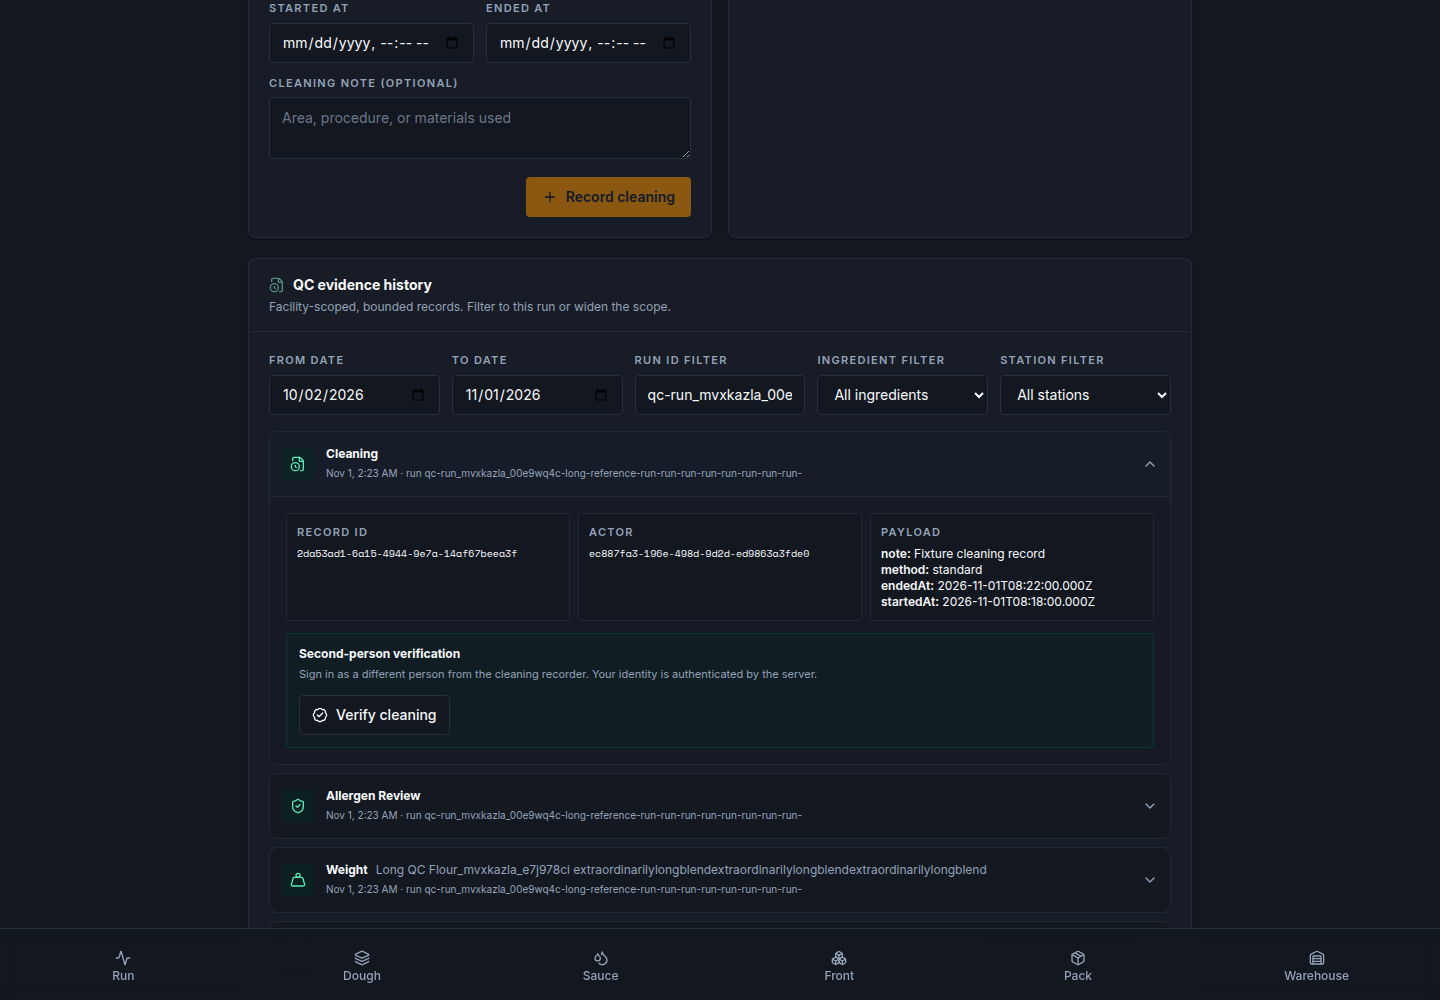 STARTED AT
ENDED AT
mm/dd/yyyy, --:-- --
mm/dd/yyyy, --:-- --
CLEANING NOTE (OPTIONAL)
Area, procedure, or materials used
Record cleaning
QC evidence history
Facility-scoped, bounded records. Filter to this run or widen the scope.
FROM DATE
TO DATE
RUN ID FILTER
INGREDIENT FILTER
STATION FILTER
10/02/2026
11/01/2026
qc-run_mvxkazla_00e
All ingredients
All stations
Cleaning
Nov 1, 2:23 AM · run qc-run_mvxkazla_00e9wq4c-long-reference-run-run-run-run-run-run-run-run-
RECORD ID
2da53ad1-6a15-4944-9e7a-14af67beea3f
ACTOR
ec887fa3-196e-498d-9d2d-ed9863a3fde0
PAYLOAD
note: Fixture cleaning record
method: standard
endedAt: 2026-11-01T08:22:00.000Z
startedAt: 2026-11-01T08:18:00.000Z
Second-person verification
Sign in as a different person from the cleaning recorder. Your identity is authenticated by the server.
Verify cleaning
Allergen Review
Nov 1, 2:23 AM · run qc-run_mvxkazla_00e9wq4c-long-reference-run-run-run-run-run-run-run-run-
Weight Long QC Flour_mvxkazla_e7j978ci extraordinarilylongblendextraordinarilylongblendextraordinarilylongblend
Nov 1, 2:23 AM · run qc-run_mvxkazla_00e9wq4c-long-reference-run-run-run-run-run-run-run-run-
Run
Dough
Sauce
Front
Pack
Warehouse